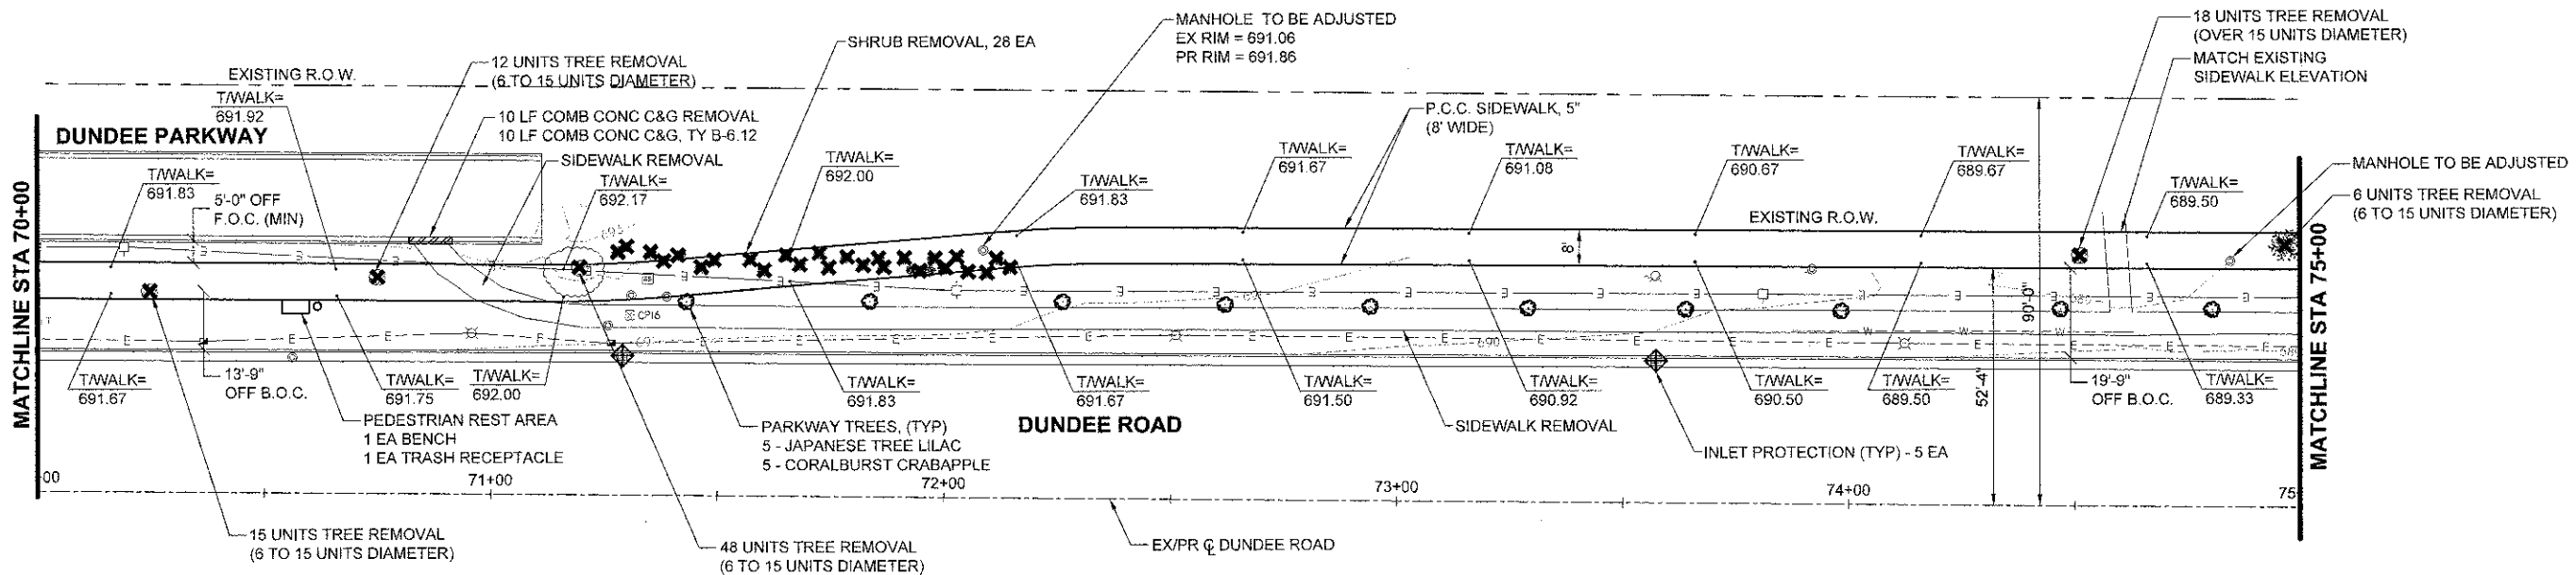 MANHOLE TO BE ADJUSTED
EX RIM = 691.06
PR RIM = 691.86
18 UNITS TREE REMOVAL
(OVER 15 UNITS DIAMETER)
MATCH EXISTING
SIDEWALK ELEVATION
SHRUB REMOVAL, 28 EA
12 UNITS TREE REMOVAL
(6 TO 15 UNITS DIAMETER)
EXISTING R.O.W.
T/WALK=
691.92
10 LF COMB CONC C&G REMOVAL
10 LF COMB CONC C&G, TY B-6.12
P.C.C. SIDEWALK, 5"
(8' WIDE)
DUNDEE PARKWAY
SIDEWALK REMOVAL
T/WALK=
691.83
5'-0" OFF
F.O.C. (MIN)
T/WALK=
692.17
T/WALK=
692.00
T/WALK=
691.83
T/WALK=
691.67
T/WALK=
691.08
T/WALK=
690.67
T/WALK=
689.67
T/WALK=
689.50
MANHOLE TO BE ADJUSTED
6 UNITS TREE REMOVAL
(6 TO 15 UNITS DIAMETER)
EXISTING R.O.W.
8'
MATCHLINE STA 70+00
MATCHLINE STA 75+00
CP16
E E E F E E E E E E E E E E E E
W W W
690
90'-0"
52'-4"
T/WALK=
691.67
13'-9"
OFF B.O.C.
T/WALK=
691.75
T/WALK=
692.00
T/WALK=
691.83
T/WALK=
691.67
T/WALK=
691.50
T/WALK=
690.92
T/WALK=
690.50
T/WALK=
689.50
19'-9"
OFF B.O.C.
T/WALK=
689.33
PEDESTRIAN REST AREA
1 EA BENCH
1 EA TRASH RECEPTACLE
PARKWAY TREES, (TYP)
5 - JAPANESE TREE LILAC
5 - CORALBURST CRABAPPLE
DUNDEE ROAD
SIDEWALK REMOVAL
INLET PROTECTION (TYP) - 5 EA
00
71+00
72+00
73+00
74+00
75
15 UNITS TREE REMOVAL
(6 TO 15 UNITS DIAMETER)
48 UNITS TREE REMOVAL
(6 TO 15 UNITS DIAMETER)
EX/PR ℄ DUNDEE ROAD